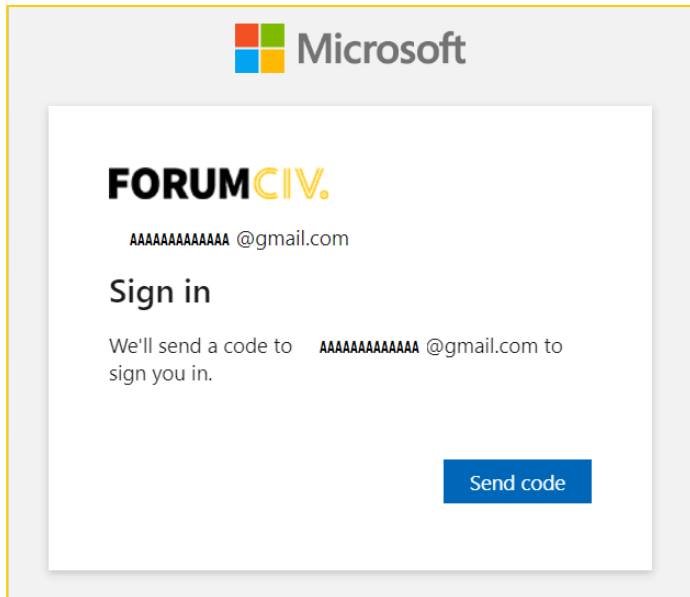 Microsoft
FORUMCIV.
AAAAAAAAAAAAA @gmail.com
Sign in
We'll send a code to AAAAAAAAAAAAA @gmail.com to
sign you in.
Send code